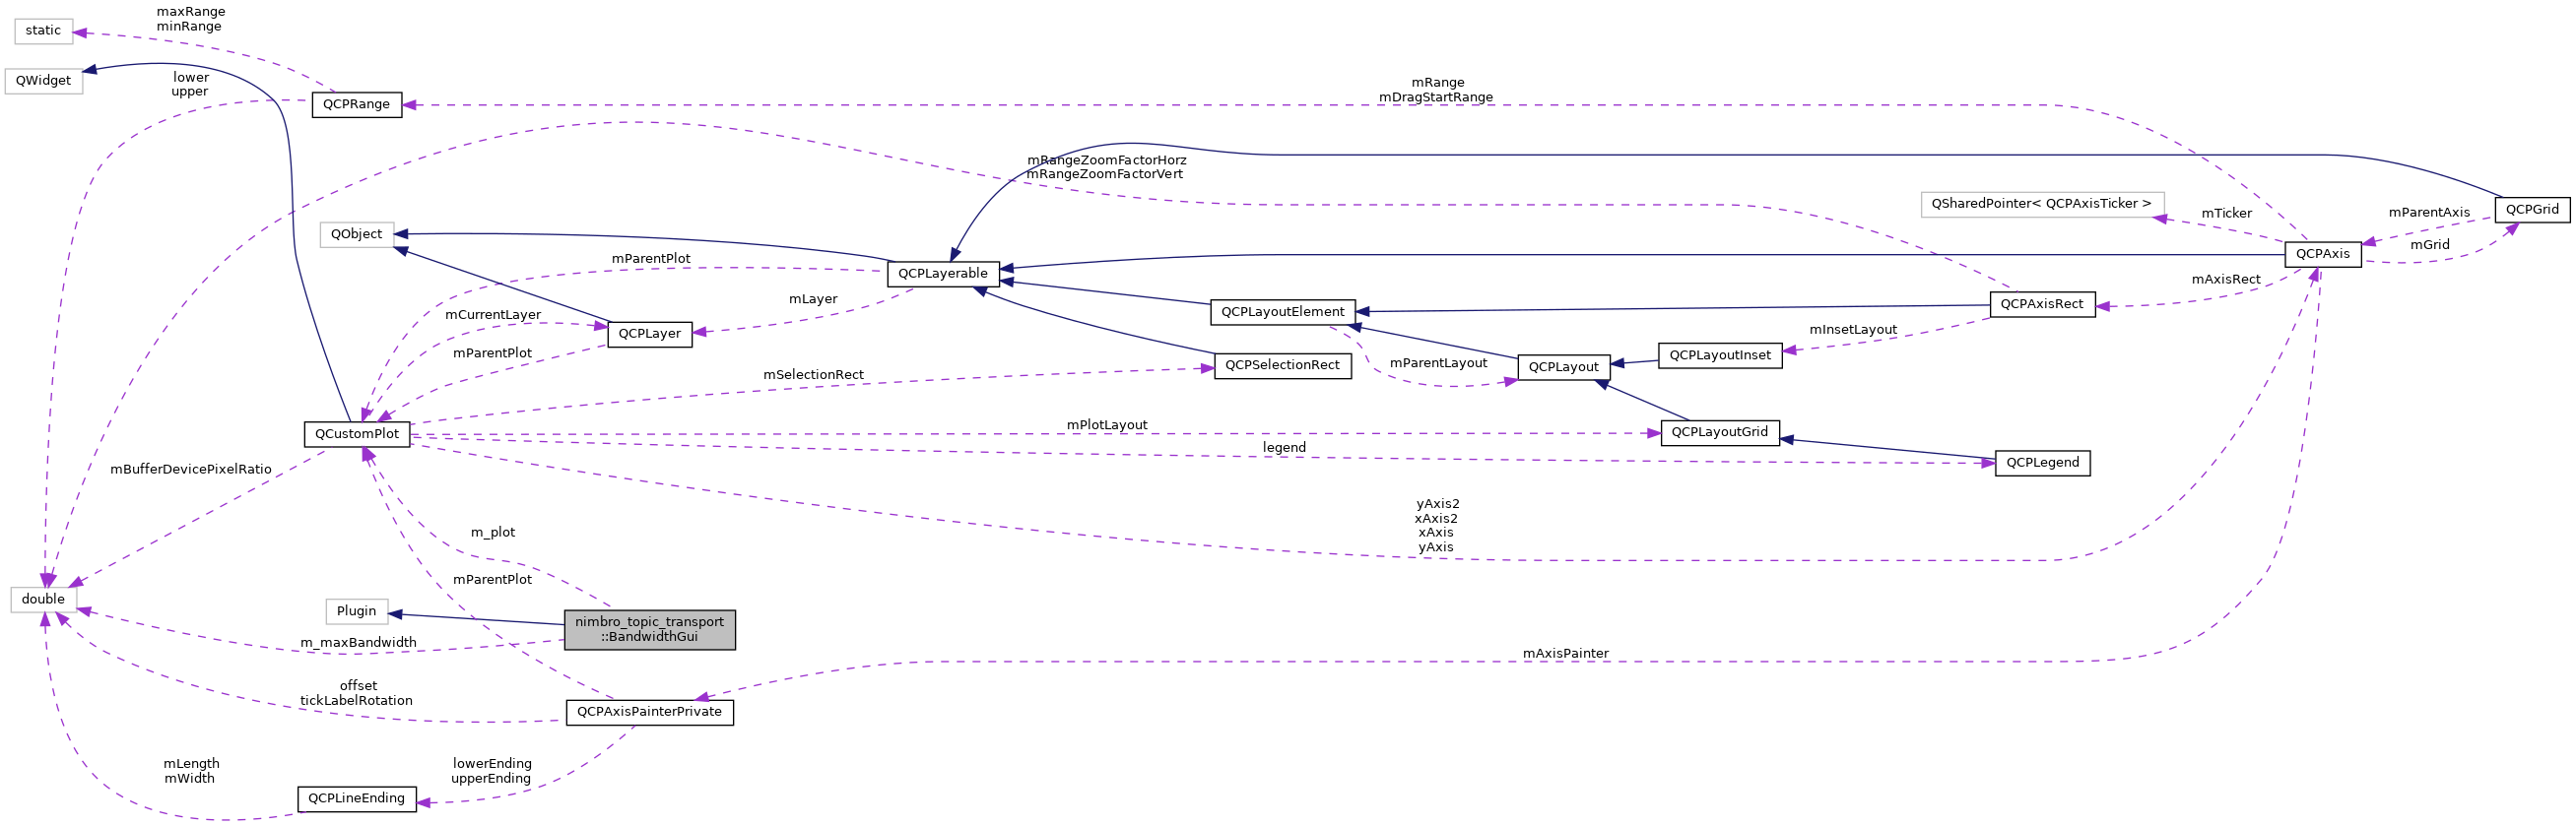 maxRange
minRange
static
QWidget
lower
upper
QCPRange
mRange
mDragStartRange
mRangeZoomFactorHorz
mRangeZoomFactorVert
QSharedPointer< QCPAxisTicker >
mTicker
mParentAxis
QCPGrid
QObject
mGrid
mParentPlot
QCPLayerable
QCPAxis
mAxisRect
mLayer
QCPAxisRect
mCurrentLayer
QCPLayoutElement
QCPLayer
mInsetLayout
mParentPlot
QCPLayoutInset
mParentLayout
QCPSelectionRect
QCPLayout
mSelectionRect
QCustomPlot
mPlotLayout
QCPLayoutGrid
legend
QCPLegend
mBufferDevicePixelRatio
yAxis2
xAxis2
xAxis
yAxis
m_plot
mParentPlot
double
Plugin
nimbro_topic_transport
::BandwidthGui
m_maxBandwidth
mAxisPainter
offset
tickLabelRotation
QCPAxisPainterPrivate
mLength
mWidth
lowerEnding
upperEnding
QCPLineEnding